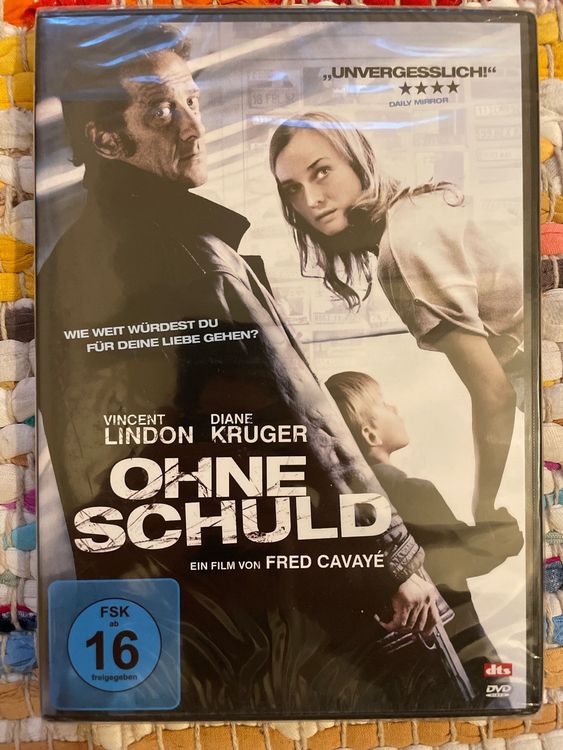 „UNVERGESSLICH!“
★★★★
DAILY MIRROR
WIE WEIT WÜRDEST DU
FÜR DEINE LIEBE GEHEN?
VINCENT DIANE
LINDON KRUGER
OHNE
SCHULD
EIN FILM VON FRED CAVAYÉ
FSK
ab
16
freigegeben
dts
DVD
VIDEO